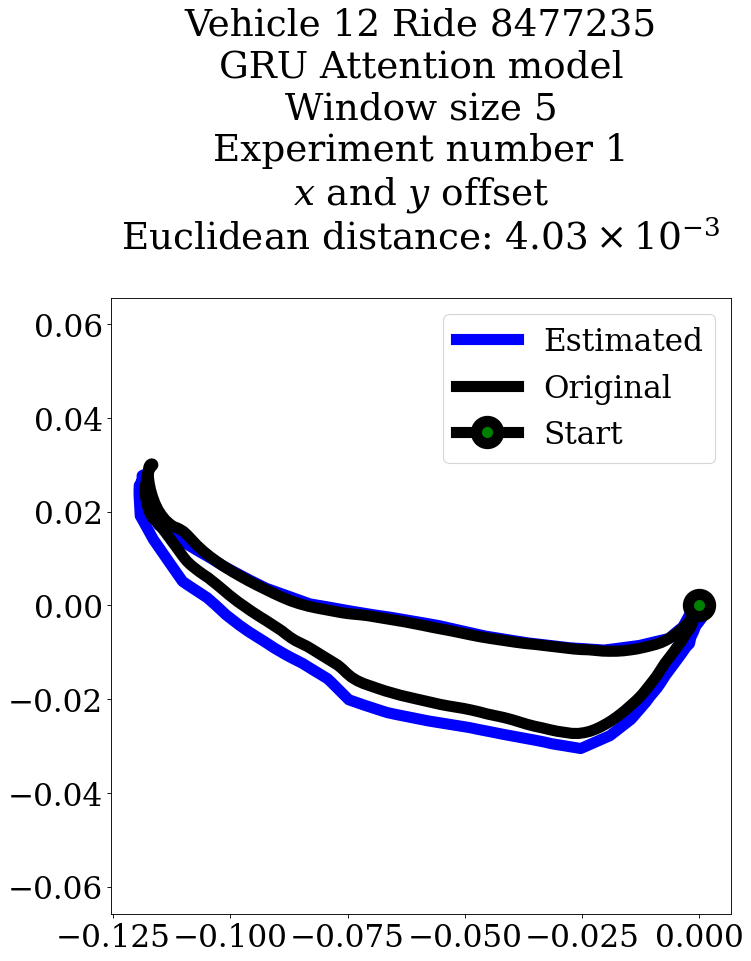 Vehicle 12 Ride 8477235
GRU Attention model
Window size 5
Experiment number 1
x and y offset
Euclidean distance: 4.03 × 10⁻³
Estimated
Original
Start
0.06
0.04
0.02
0.00
−0.02
−0.04
−0.06
−0.125 −0.100 −0.075 −0.050 −0.025 0.000